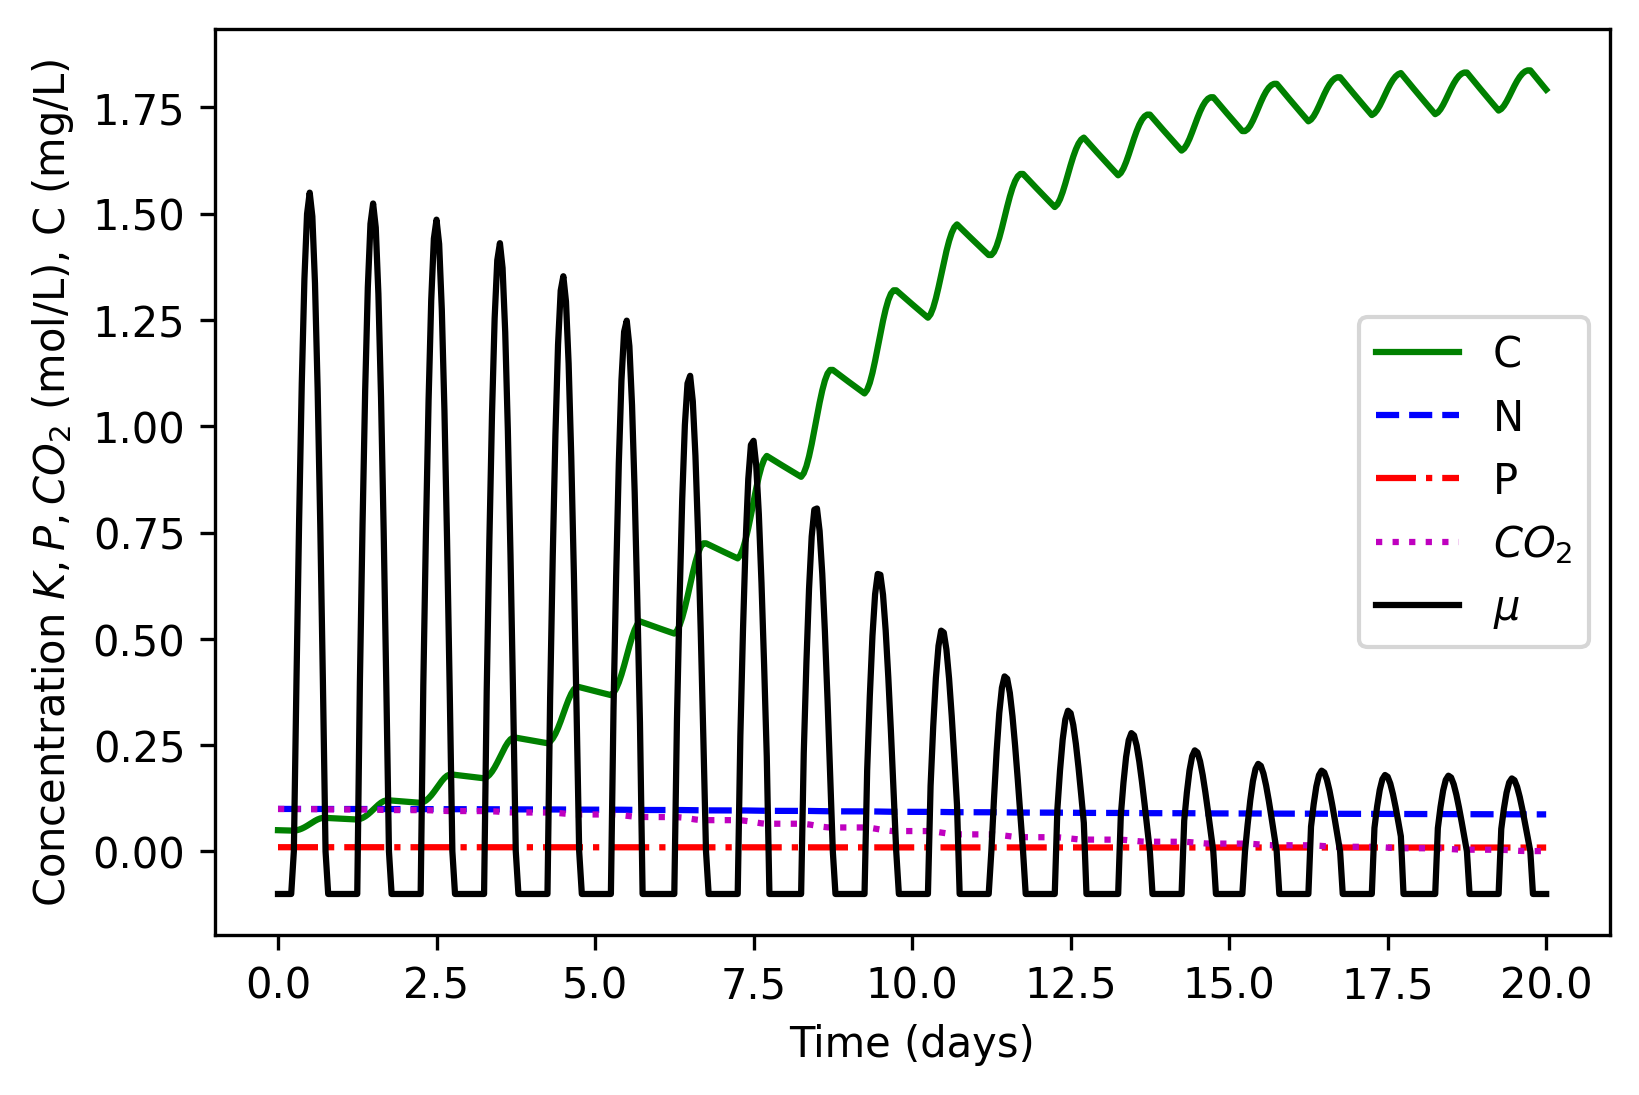 Concentration K, P, CO₂ (mol/L), C (mg/L)
1.75
1.50
1.25
1.00
0.75
0.50
0.25
0.00
C
N
P
CO₂
μ
0.0 2.5 5.0 7.5 10.0 12.5 15.0 17.5 20.0
Time (days)